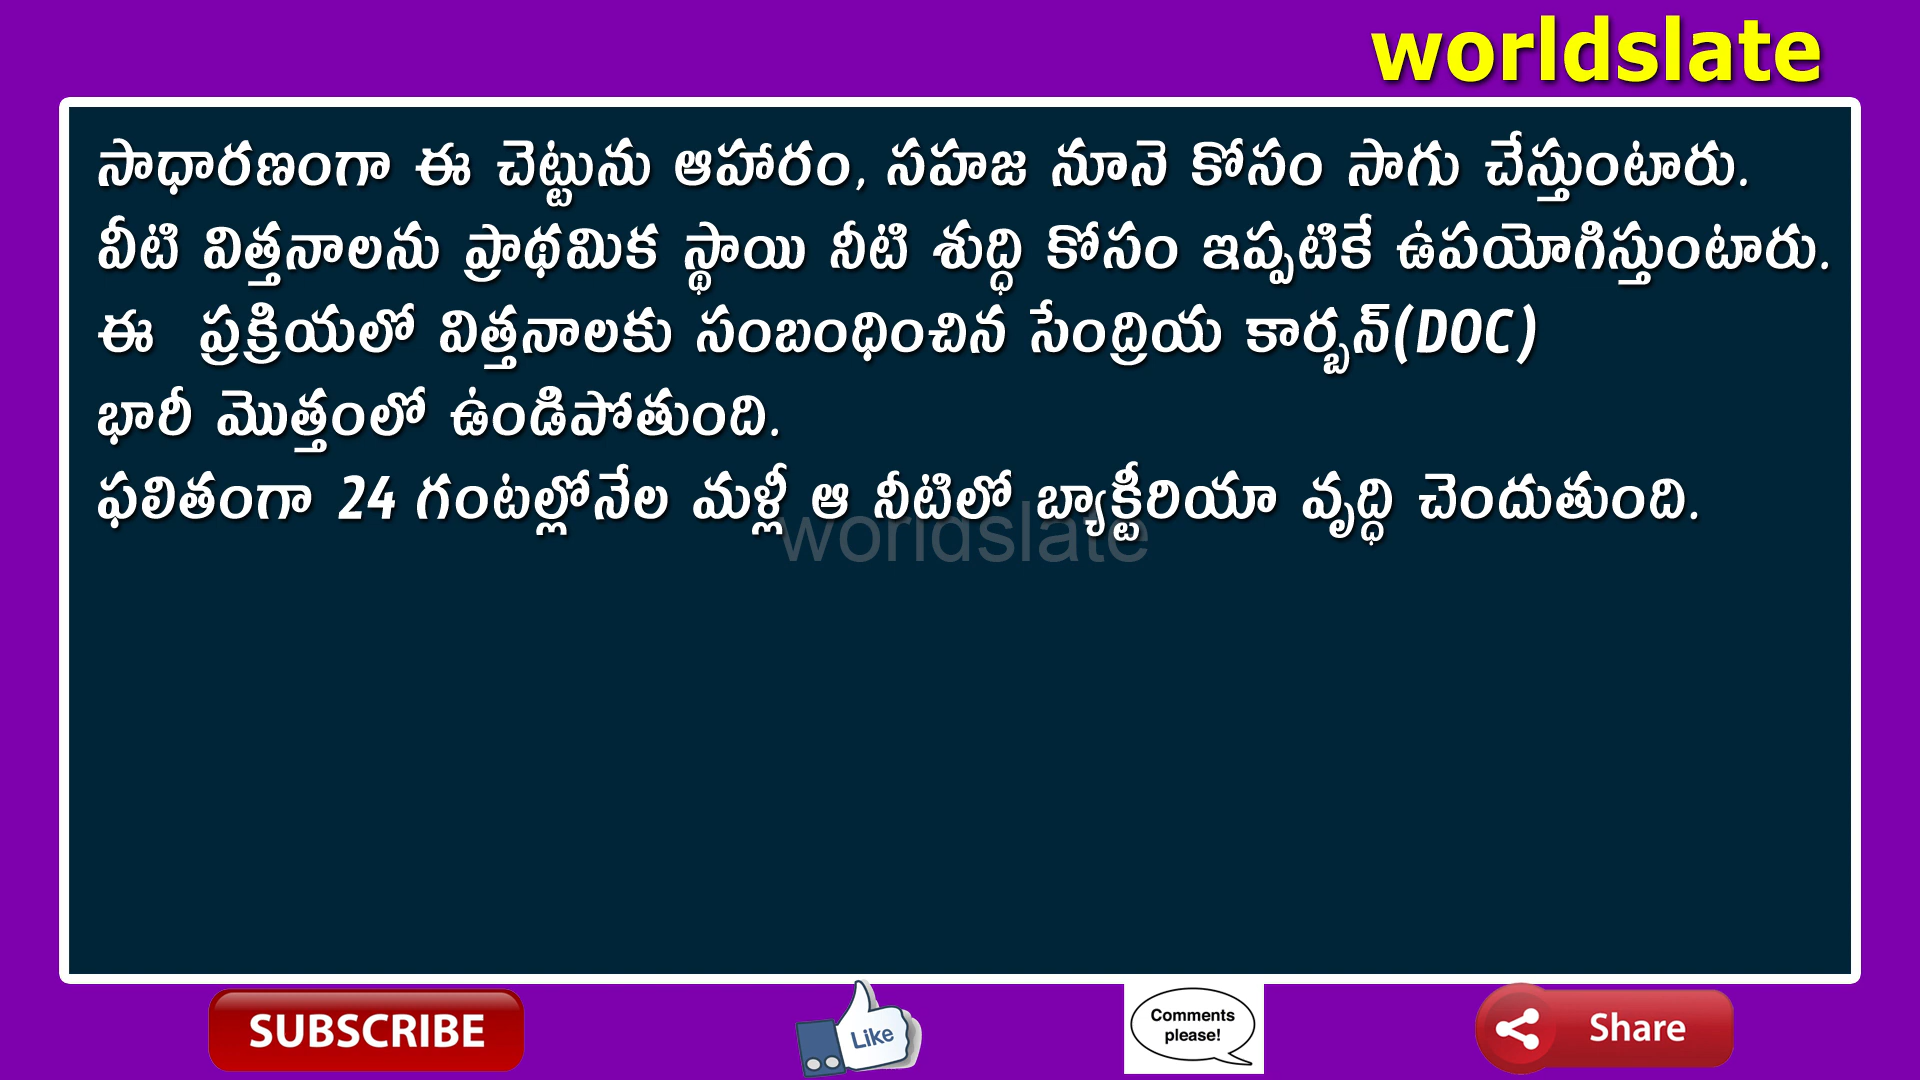 worldslate
సాధారణంగా ఈ చెట్టును ఆహారం, సహజ నూనె కోసం సాగు చేస్తుంటారు.
వీటి విత్తనాలను ప్రాథమిక స్థాయి నీటి శుద్ధి కోసం ఇప్పటికే ఉపయోగిస్తుంటారు.
ఈ ప్రక్రియలో విత్తనాలకు సంబంధించిన సేంద్రియ కార్బన్(DOC)
భారీ మొత్తంలో ఉండిపోతుంది.
ఫలితంగా 24 గంటల్లోనేల మళ్లీ ఆ నీటిలో బ్యాక్టీరియా వృద్ధి చెందుతుంది.
worldslate
SUBSCRIBE
Like
Comments
please!
Share